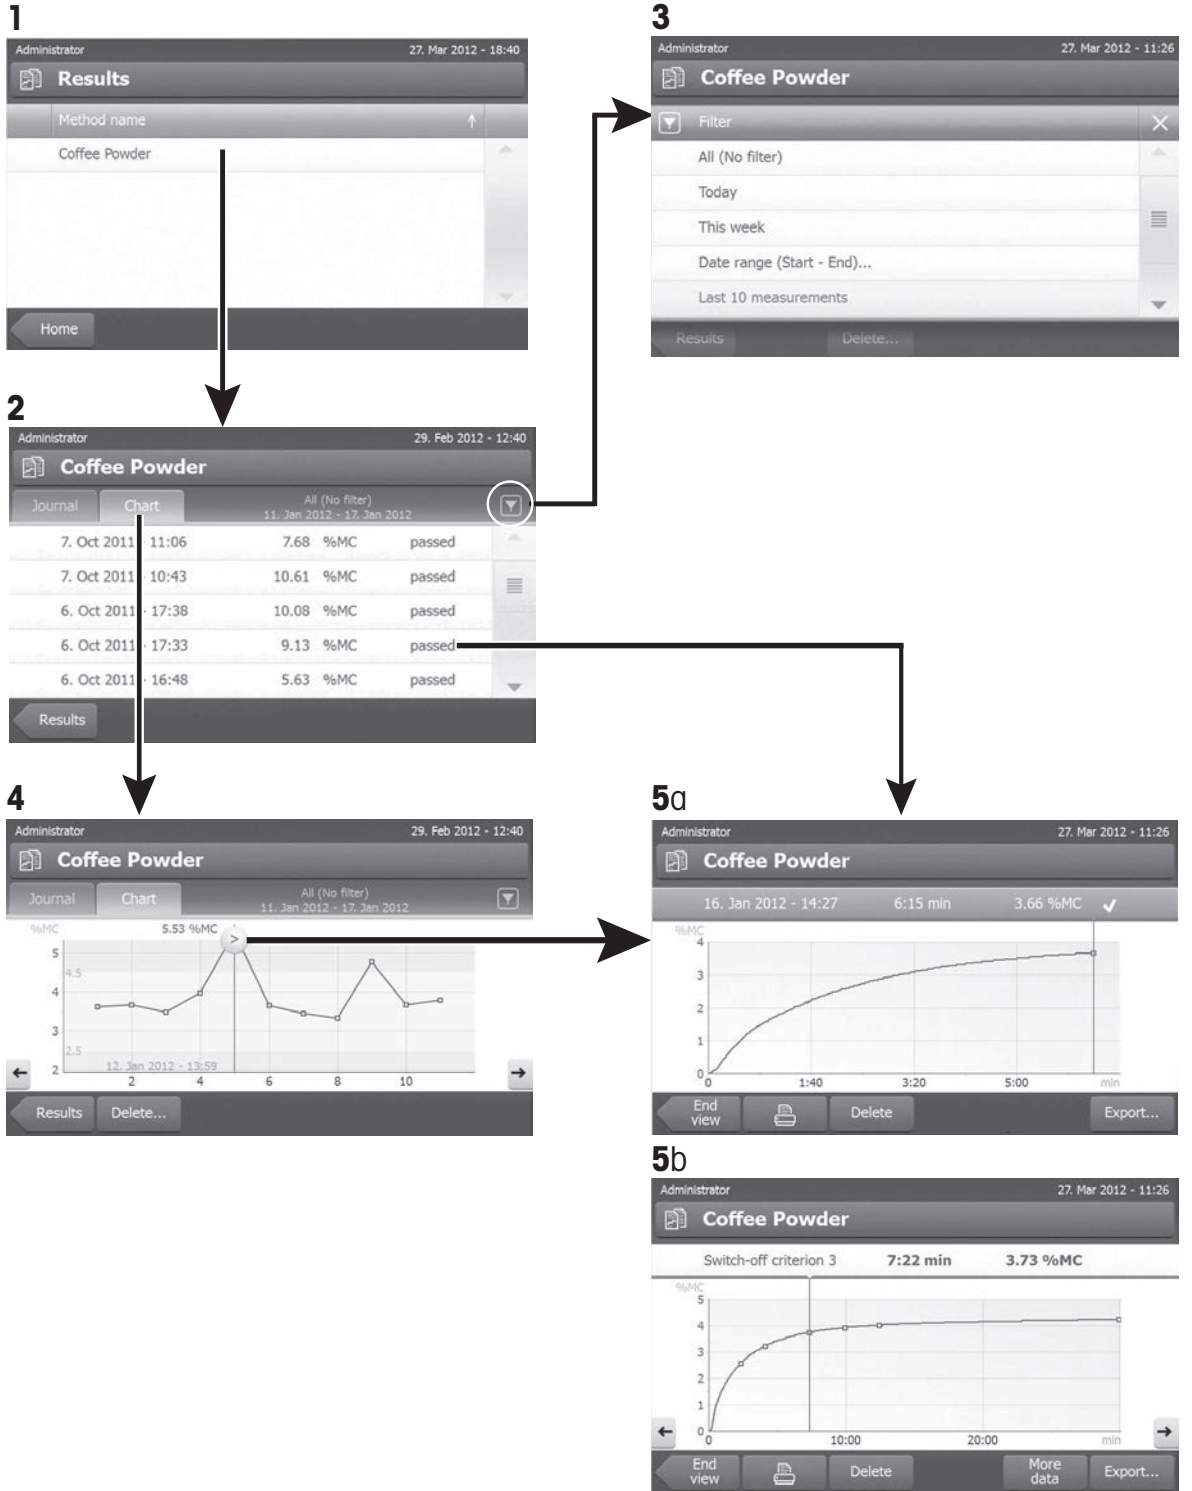 1
Administrator 27. Mar 2012 - 18:40
Results
Method name
Coffee Powder
Home
2
Administrator 29. Feb 2012 - 12:40
Coffee Powder
Journal Chart All (No filter)
11. Jan 2012 - 17. Jan 2012
7. Oct 2011 - 11:06 7.68 %MC passed
7. Oct 2011 - 10:43 10.61 %MC passed
6. Oct 2011 - 17:38 10.08 %MC passed
6. Oct 2011 - 17:33 9.13 %MC passed
6. Oct 2011 - 16:48 5.63 %MC passed
Results
3
Administrator 27. Mar 2012 - 11:26
Coffee Powder
Filter
All (No filter)
Today
This week
Date range (Start - End)...
Last 10 measurements
Results Delete...
4
Administrator 29. Feb 2012 - 12:40
Coffee Powder
Journal Chart All (No filter)
11. Jan 2012 - 17. Jan 2012
%MC 5.53 %MC >
5
4.5
4
3
2.5
2
12. Jan 2012 - 13:59
2 4 6 8 10
Results Delete...
5a
Administrator 27. Mar 2012 - 11:26
Coffee Powder
16. Jan 2012 - 14:27 6:15 min 3.66 %MC
%MC
4
3
2
1
0
0 1:40 3:20 5:00 min
End view Delete Export...
5b
Administrator 27. Mar 2012 - 11:26
Coffee Powder
Switch-off criterion 3 7:22 min 3.73 %MC
%MC
5
4
3
2
1
0
0 10:00 20:00 min
End view Delete More data Export...